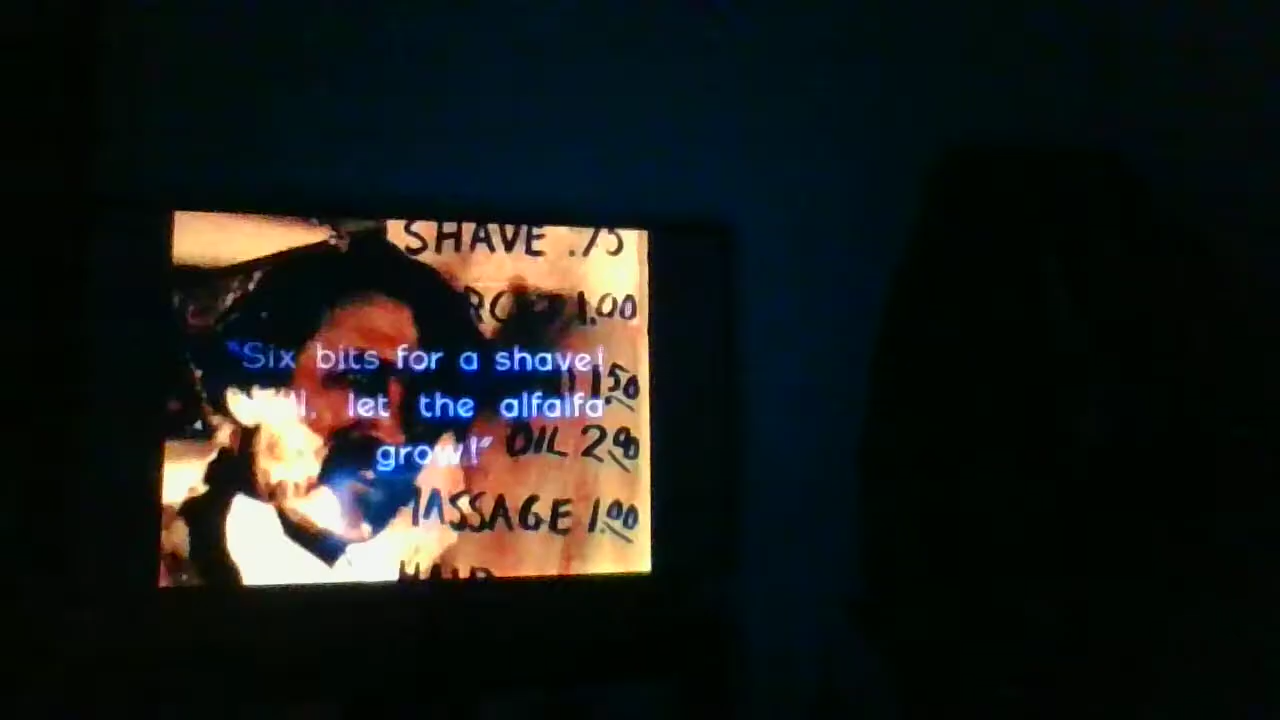 SHAVE .75
1.00
"Six bits for a shave!
1.50
let the alfalfa
grow!"
OIL 2.00
MASSAGE 1.00